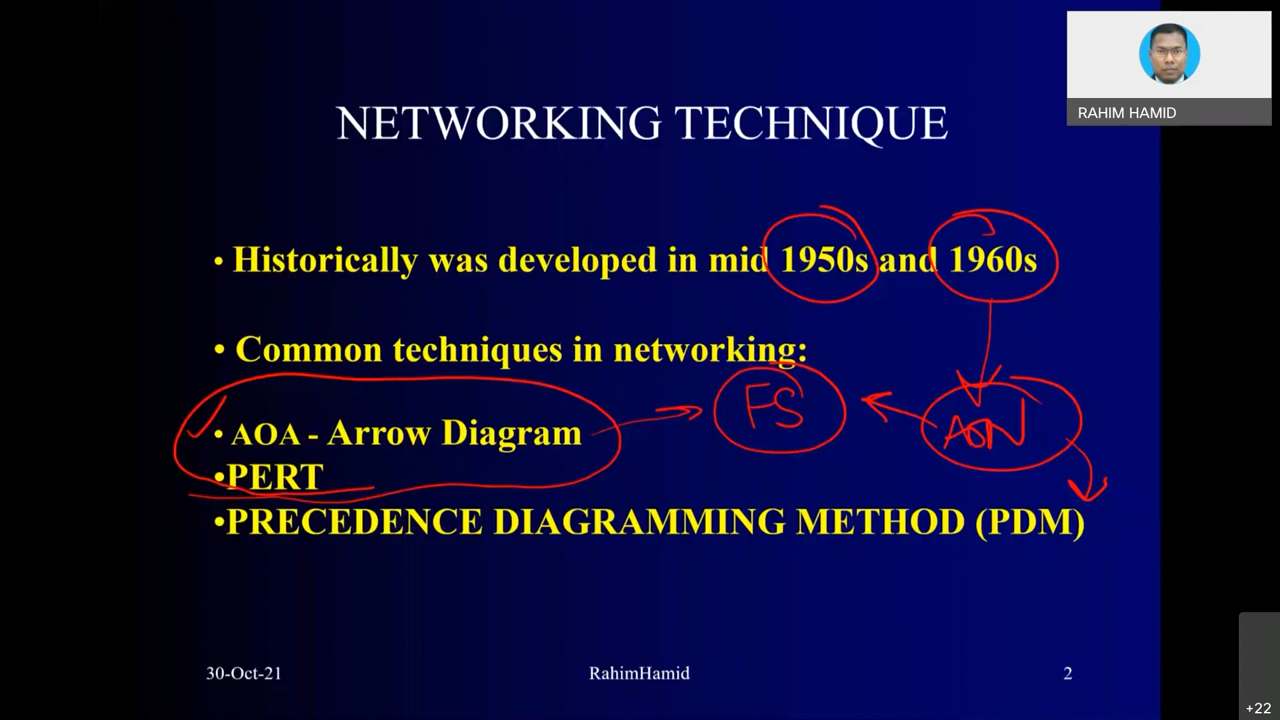 RAHIM HAMID
NETWORKING TECHNIQUE
• Historically was developed in mid 1950s and 1960s
• Common techniques in networking:
FS
• AOA - Arrow Diagram
AON
•PERT
•PRECEDENCE DIAGRAMMING METHOD (PDM)
30-Oct-21
RahimHamid
2
+22